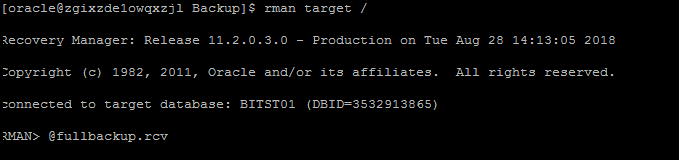 [oracle@zgixzde1owqxzjl Backup]$ rman target /
Recovery Manager: Release 11.2.0.3.0 - Production on Tue Aug 28 14:13:05 2018
Copyright (c) 1982, 2011, Oracle and/or its affiliates.  All rights reserved.
connected to target database: BITST01 (DBID=3532913865)
RMAN> @fullbackup.rcv